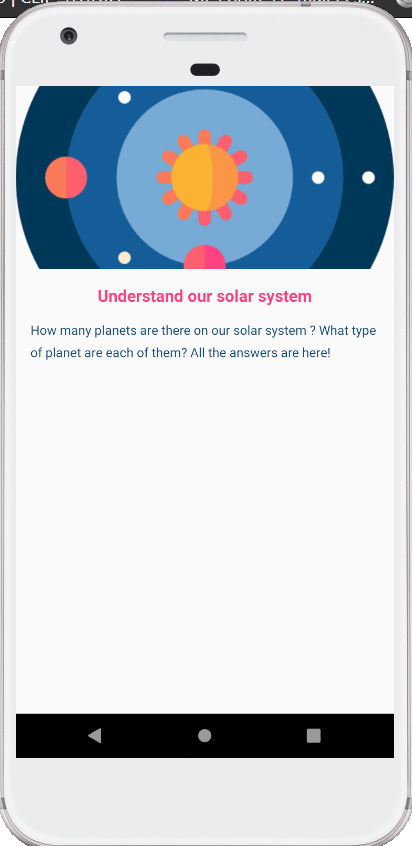 Understand our solar system
How many planets are there on our solar system ? What type
of planet are each of them? All the answers are here!